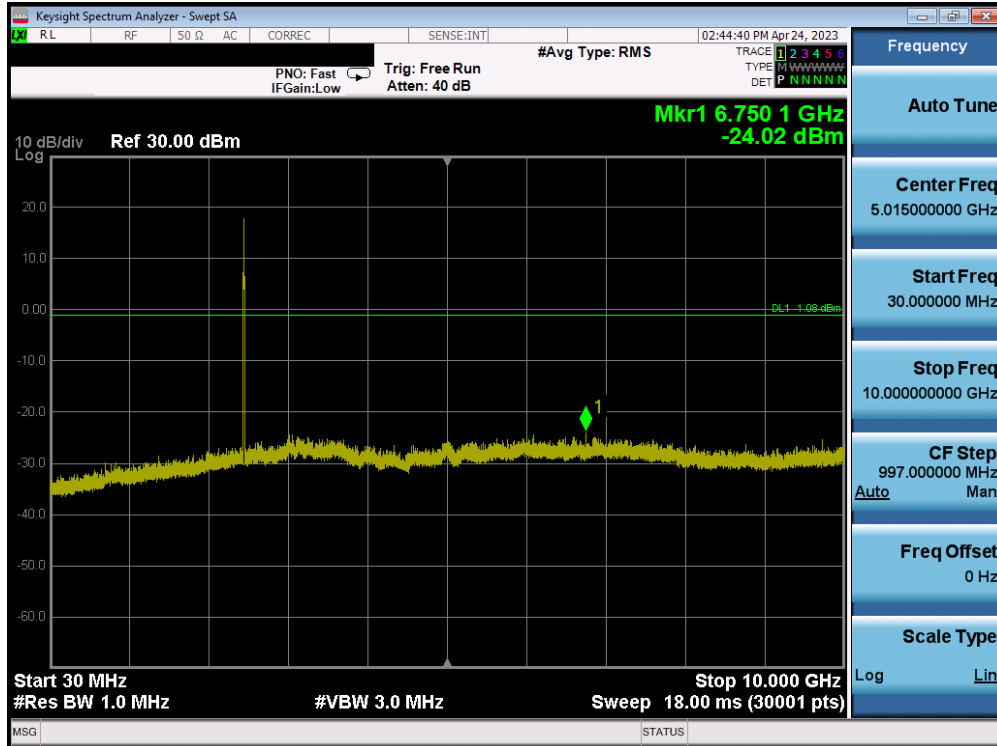 Keysight Spectrum Analyzer - Swept SA
LXI RL RF 50 Ω AC CORREC SENSE:INT 02:44:40 PM Apr 24, 2023
#Avg Type: RMS
TRACE 1 2 3 4 5 6
TYPE M WWWWW
DET P N N N N N
PNO: Fast
IFGain:Low
Trig: Free Run
Atten: 40 dB
Mkr1 6.750 1 GHz
-24.02 dBm
10 dB/div Ref 30.00 dBm
Log
20.0
10.0
0.00
DL1 -1.08 dBm
-10.0
-20.0
1
-30.0
-40.0
-50.0
-60.0
Start 30 MHz Stop 10.000 GHz
#Res BW 1.0 MHz #VBW 3.0 MHz Sweep 18.00 ms (30001 pts)
MSG STATUS
Frequency
Auto Tune
Center Freq
5.015000000 GHz
Start Freq
30.000000 MHz
Stop Freq
10.000000000 GHz
CF Step
997.000000 MHz
Auto Man
Freq Offset
0 Hz
Scale Type
Log Lin